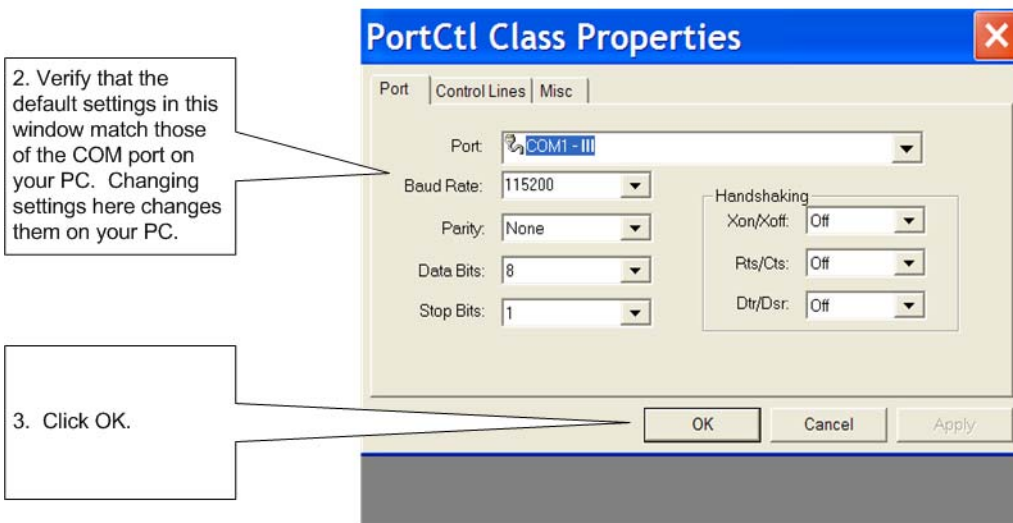 PortCtl Class Properties
2. Verify that the
default settings in this
window match those
of the COM port on
your PC. Changing
settings here changes
them on your PC.
Port Control Lines Misc
Port: COM1 - III
Baud Rate: 115200
Parity: None
Data Bits: 8
Stop Bits: 1
Handshaking
Xon/Xoff: Off
Rts/Cts: Off
Dtr/Dsr: Off
3. Click OK.
OK Cancel Apply